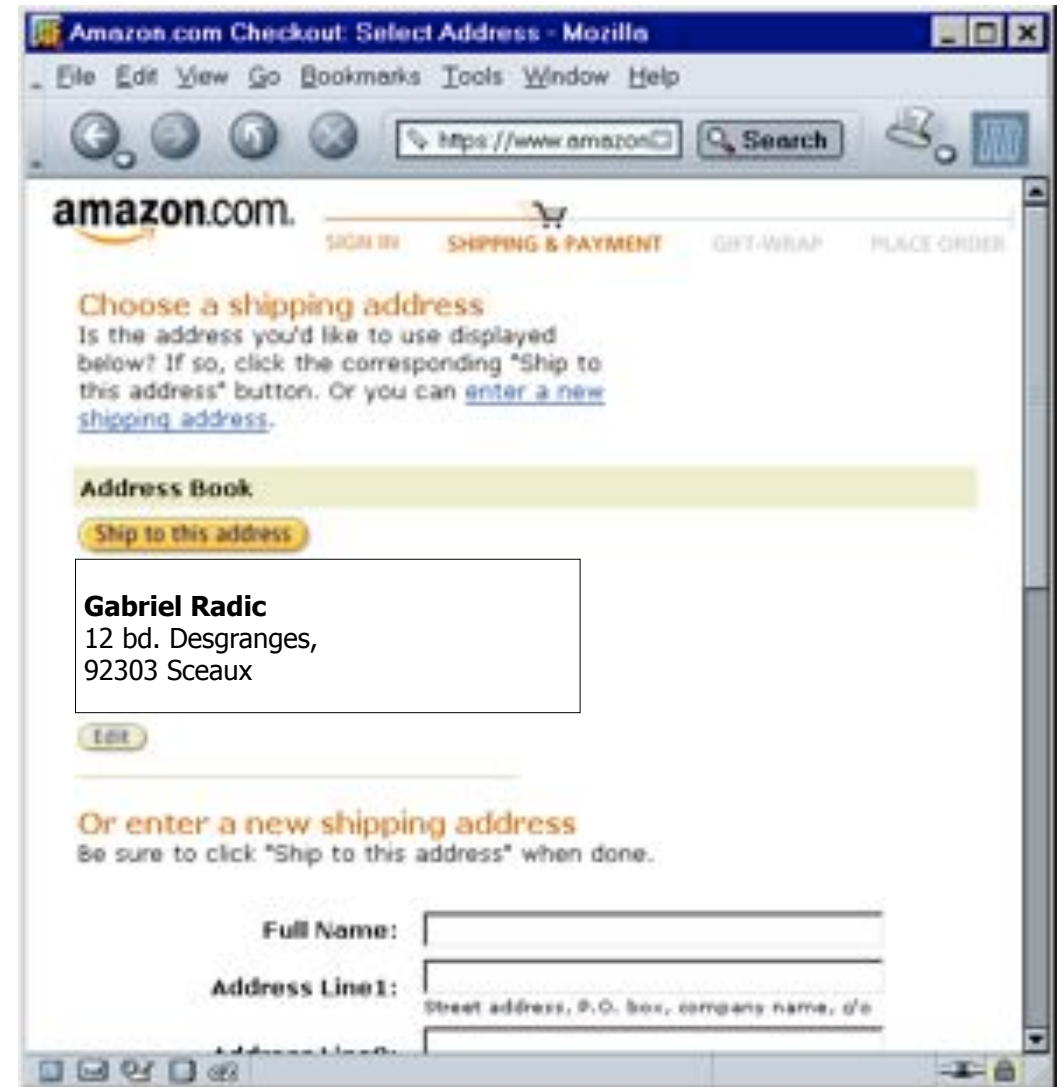 Amazon.com Checkout: Select Address - Mozilla
File Edit View Go Bookmarks Tools Window Help
https://www.amazon Search
amazon.com.
SIGN IN SHIPPING & PAYMENT GIFT-WRAP PLACE ORDER
Choose a shipping address
Is the address you'd like to use displayed
below? If so, click the corresponding "Ship to
this address" button. Or you can enter a new
shipping address.
Address Book
Ship to this address
Gabriel Radic
12 bd. Desgranges,
92303 Sceaux
Edit
Or enter a new shipping address
Be sure to click "Ship to this address" when done.
Full Name:
Address Line1:
Street address, P.O. box, company name, c/o